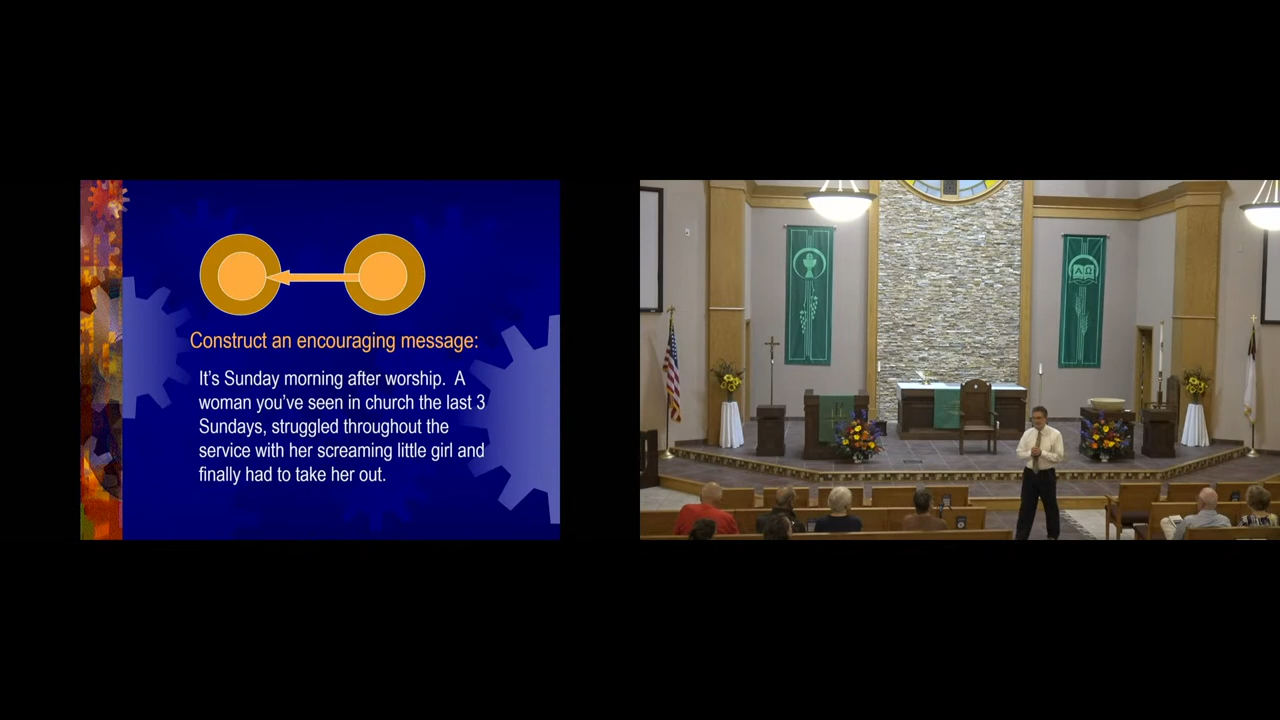 Construct an encouraging message:
It's Sunday morning after worship.  A
woman you've seen in church the last 3
Sundays, struggled throughout the
service with her screaming little girl and
finally had to take her out.
ΑΩ